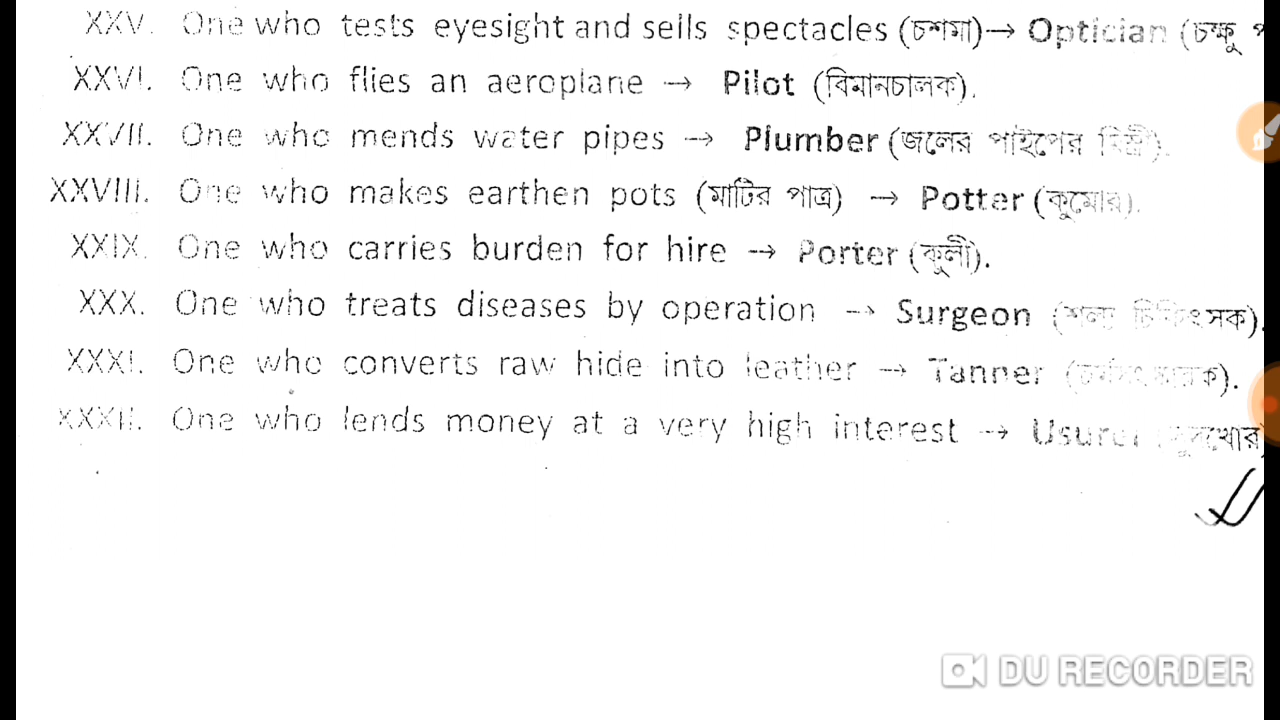 XXV. One who tests eyesight and sells spectacles (চশমা)→ Optician (চক্ষু
XXVI. One who flies an aeroplane → Pilot (বিমানচালক).
XXVII. One who mends water pipes → Plumber (জলের পাইপের মিস্ত্রী).
XXVIII. One who makes earthen pots (মাটির পাত্র) → Potter (কুমোর).
XXIX. One who carries burden for hire → Porter (কুলী).
XXX. One who treats diseases by operation → Surgeon (শল্য চিকিৎসক).
XXXI. One who converts raw hide into leather → Tanner
XXXII. One who lends money at a very high interest → Usurer (সুদখোর)
DU RECORDER